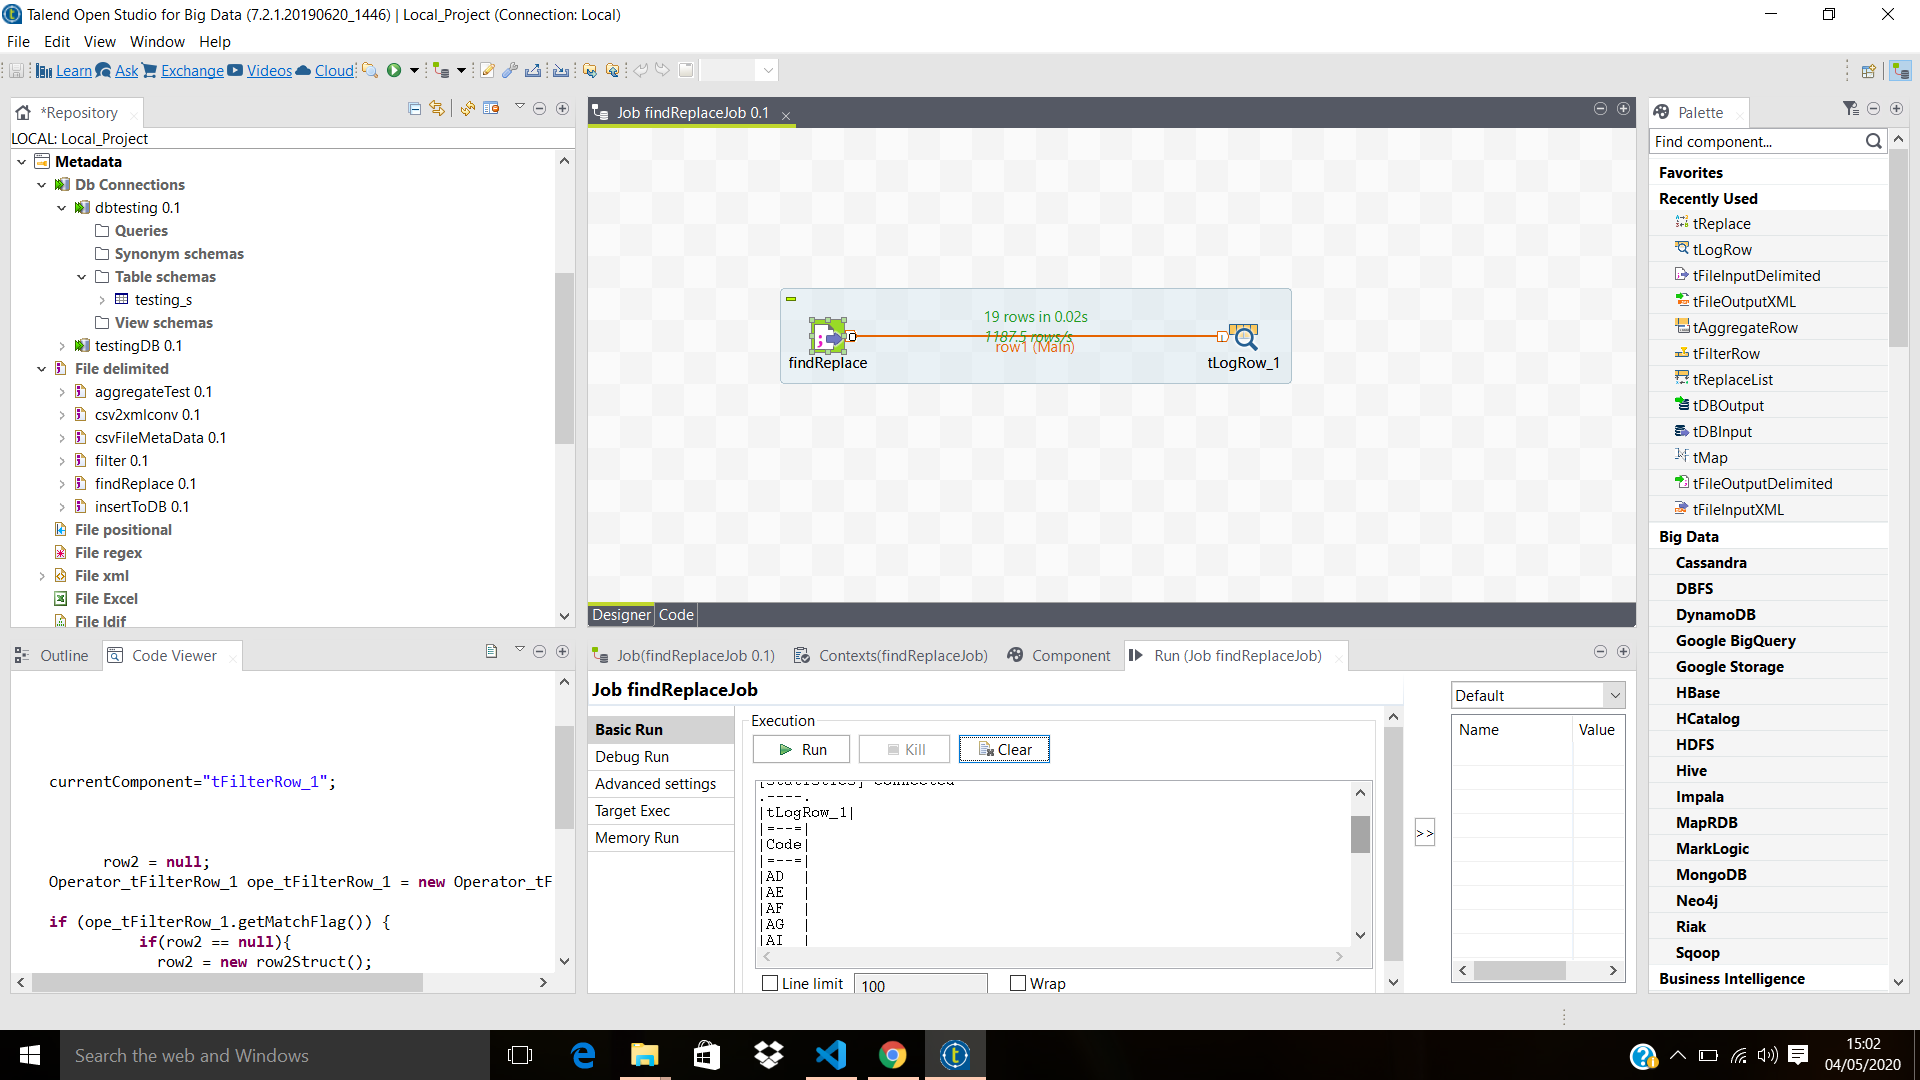 Talend Open Studio for Big Data (7.2.1.20190620_1446) | Local_Project (Connection: Local)
File Edit View Window Help
Learn Ask Exchange Videos Cloud
*Repository
LOCAL: Local_Project
Metadata
Db Connections
dbtesting 0.1
Queries
Synonym schemas
Table schemas
testing_s
View schemas
testingDB 0.1
File delimited
aggregateTest 0.1
csv2xmlconv 0.1
csvFileMetaData 0.1
filter 0.1
findReplace 0.1
insertToDB 0.1
File positional
File regex
File xml
File Excel
File ldif
Job findReplaceJob 0.1
19 rows in 0.02s
1187.5 rows/s
row1 (Main)
findReplace
tLogRow_1
Designer Code
Palette
Find component...
Favorites
Recently Used
tReplace
tLogRow
tFileInputDelimited
tFileOutputXML
tAggregateRow
tFilterRow
tReplaceList
tDBOutput
tDBInput
tMap
tFileOutputDelimited
tFileInputXML
Big Data
Cassandra
DBFS
DynamoDB
Google BigQuery
Google Storage
HBase
HCatalog
HDFS
Hive
Impala
MapRDB
MarkLogic
MongoDB
Neo4j
Riak
Sqoop
Business Intelligence
Outline Code Viewer
currentComponent="tFilterRow_1";
row2 = null;
Operator_tFilterRow_1 ope_tFilterRow_1 = new Operator_tF
if (ope_tFilterRow_1.getMatchFlag()) {
if(row2 == null){
row2 = new row2Struct();
Job(findReplaceJob 0.1) Contexts(findReplaceJob) Component Run (Job findReplaceJob)
Job findReplaceJob
Basic Run
Debug Run
Advanced settings
Target Exec
Memory Run
Execution
Run Kill Clear
[statistics] connected
.----.
|tLogRow_1|
|=---=|
|Code|
|=---=|
|AD |
|AE |
|AF |
|AG |
|AI |
Line limit 100 Wrap
>>
Default
Name Value
Search the web and Windows
15:02
04/05/2020